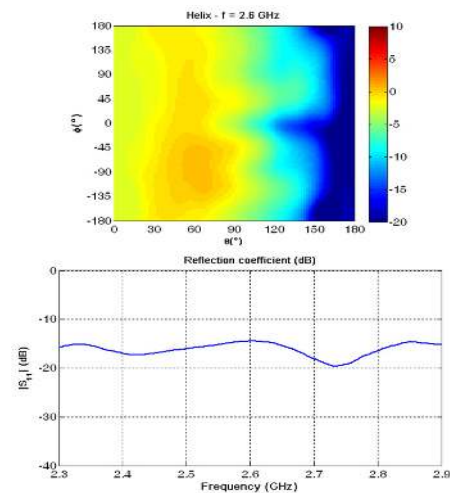 Helix - f = 2.6 GHz
180
135
90
45
0
-45
-90
-135
-180
ϕ(°)
0 30 60 90 120 150 180
θ(°)
10
5
0
-5
-10
-15
-20
Reflection coefficient (dB)
0
-10
-20
-30
-40
|S11| (dB)
2.3 2.4 2.5 2.6 2.7 2.8 2.9
Frequency (GHz)